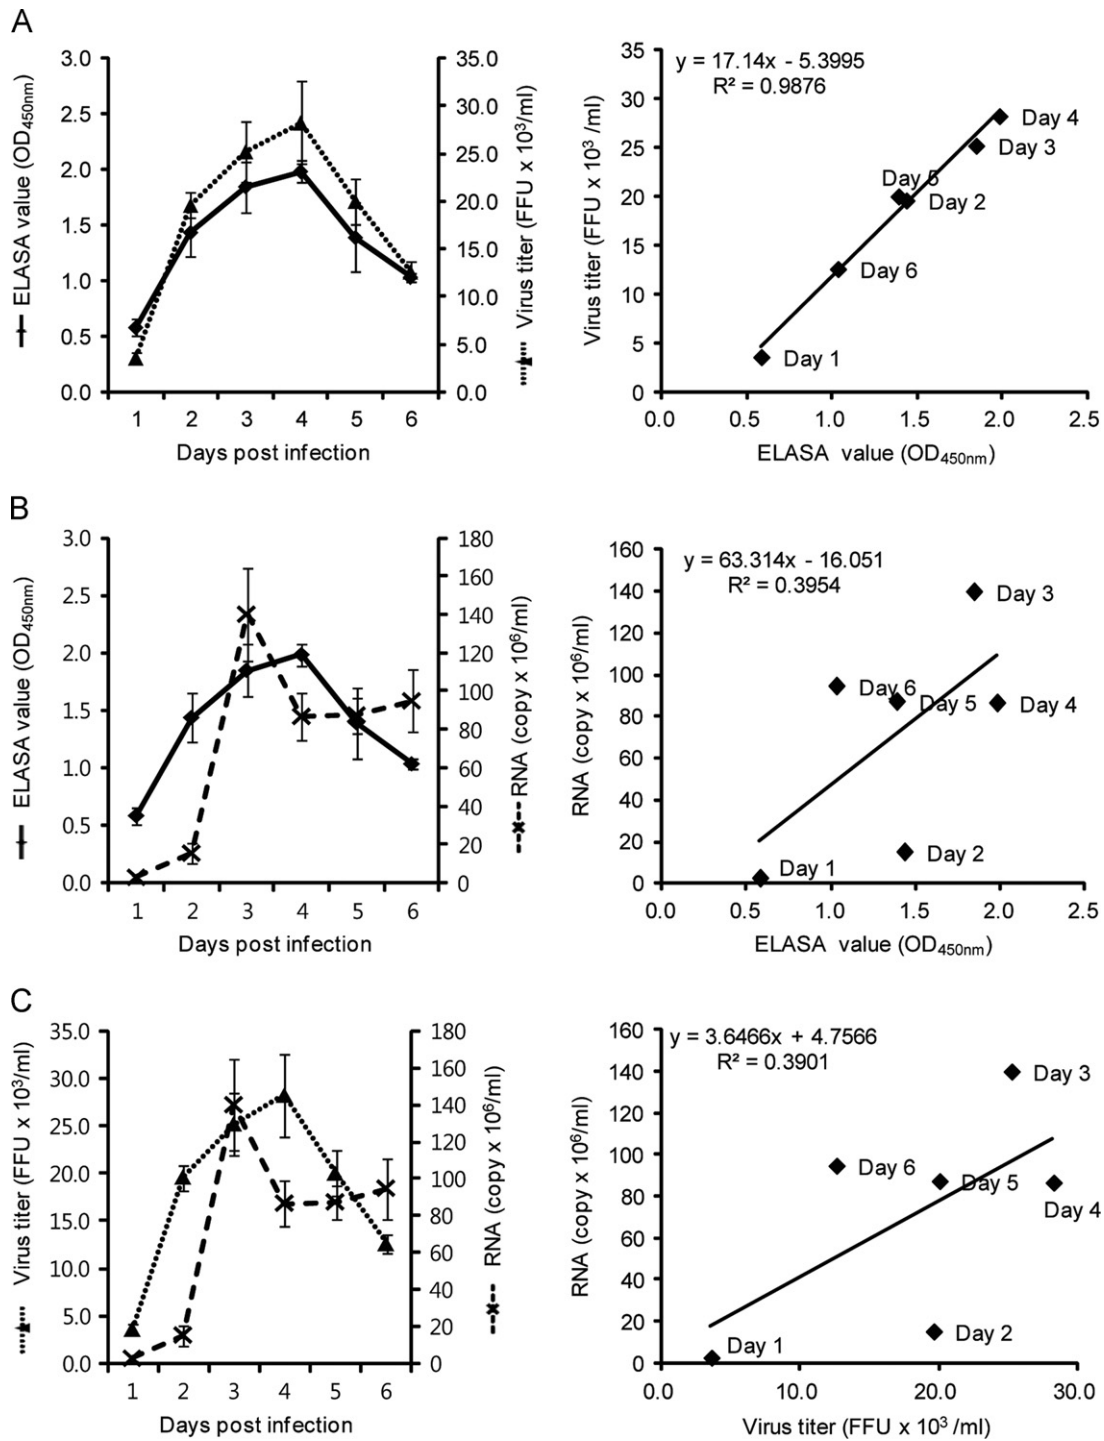 A
3.0
2.5
2.0
1.5
1.0
0.5
0.0
ELASA value (OD450nm)
35.0
30.0
25.0
20.0
15.0
10.0
5.0
0.0
Virus titer (FFU x 10³/ml)
1 2 3 4 5 6
Days post infection
y = 17.14x - 5.3995
R² = 0.9876
35
30
25
20
15
10
5
0
Virus titer (FFU x 10³ /ml)
Day 4
Day 3
Day 5
Day 2
Day 6
Day 1
0.0 0.5 1.0 1.5 2.0 2.5
ELASA value (OD450nm)
B
3.0
2.5
2.0
1.5
1.0
0.5
0.0
ELASA value (OD450nm)
180
160
140
120
100
80
60
40
20
0
RNA (copy x 10⁶/ml)
1 2 3 4 5 6
Days post infection
y = 63.314x - 16.051
R² = 0.3954
160
140
120
100
80
60
40
20
0
RNA (copy x 10⁶/ml)
Day 3
Day 6
Day 5
Day 4
Day 2
Day 1
0.0 0.5 1.0 1.5 2.0 2.5
ELASA value (OD450nm)
C
35.0
30.0
25.0
20.0
15.0
10.0
5.0
0.0
Virus titer (FFU x 10³/ml)
180
160
140
120
100
80
60
40
20
0
RNA (copy x 10⁶/ml)
1 2 3 4 5 6
Days post infection
y = 3.6466x + 4.7566
R² = 0.3901
160
140
120
100
80
60
40
20
0
RNA (copy x 10⁶/ml)
Day 3
Day 6
Day 5
Day 4
Day 2
Day 1
0.0 10.0 20.0 30.0
Virus titer (FFU x 10³ /ml)